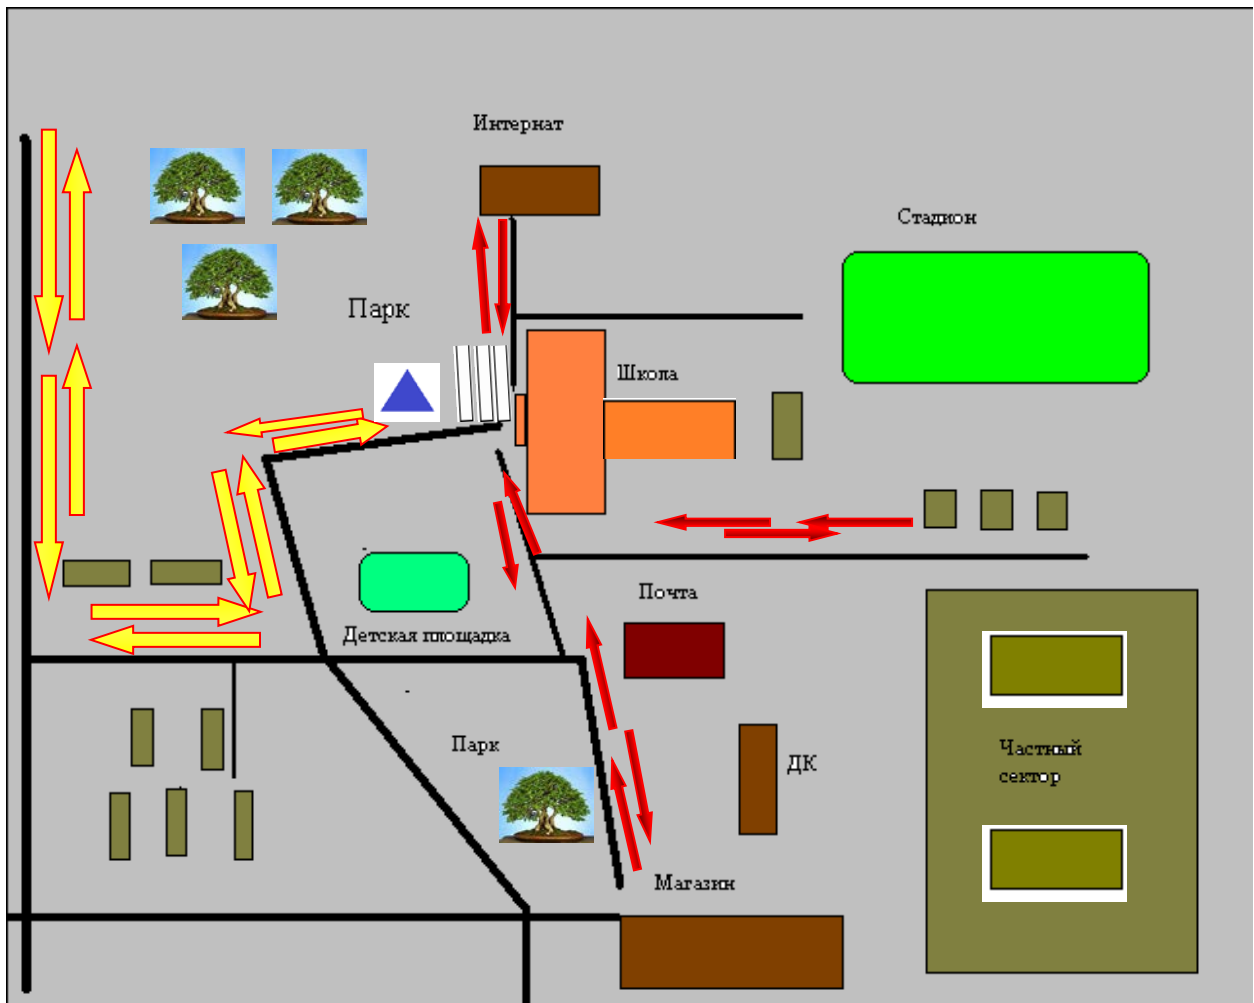 Интернат
Стадион
Парк
Школа
Почта
Детская площадка
Парк
Частный
сектор
ДК
Магазин